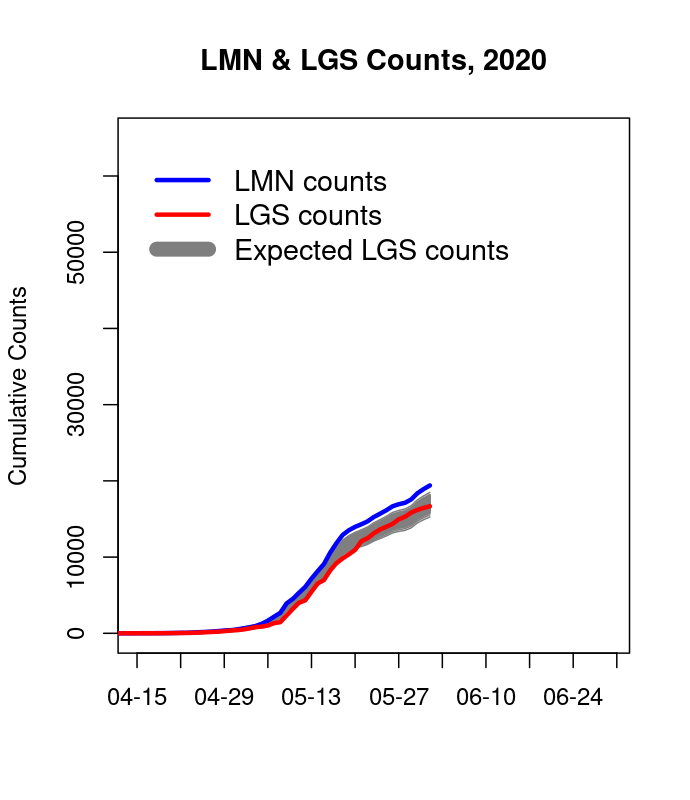 LMN & LGS Counts, 2020
LMN counts
LGS counts
Expected LGS counts
Cumulative Counts
50000
30000
10000
0
04-15 04-29 05-13 05-27 06-10 06-24